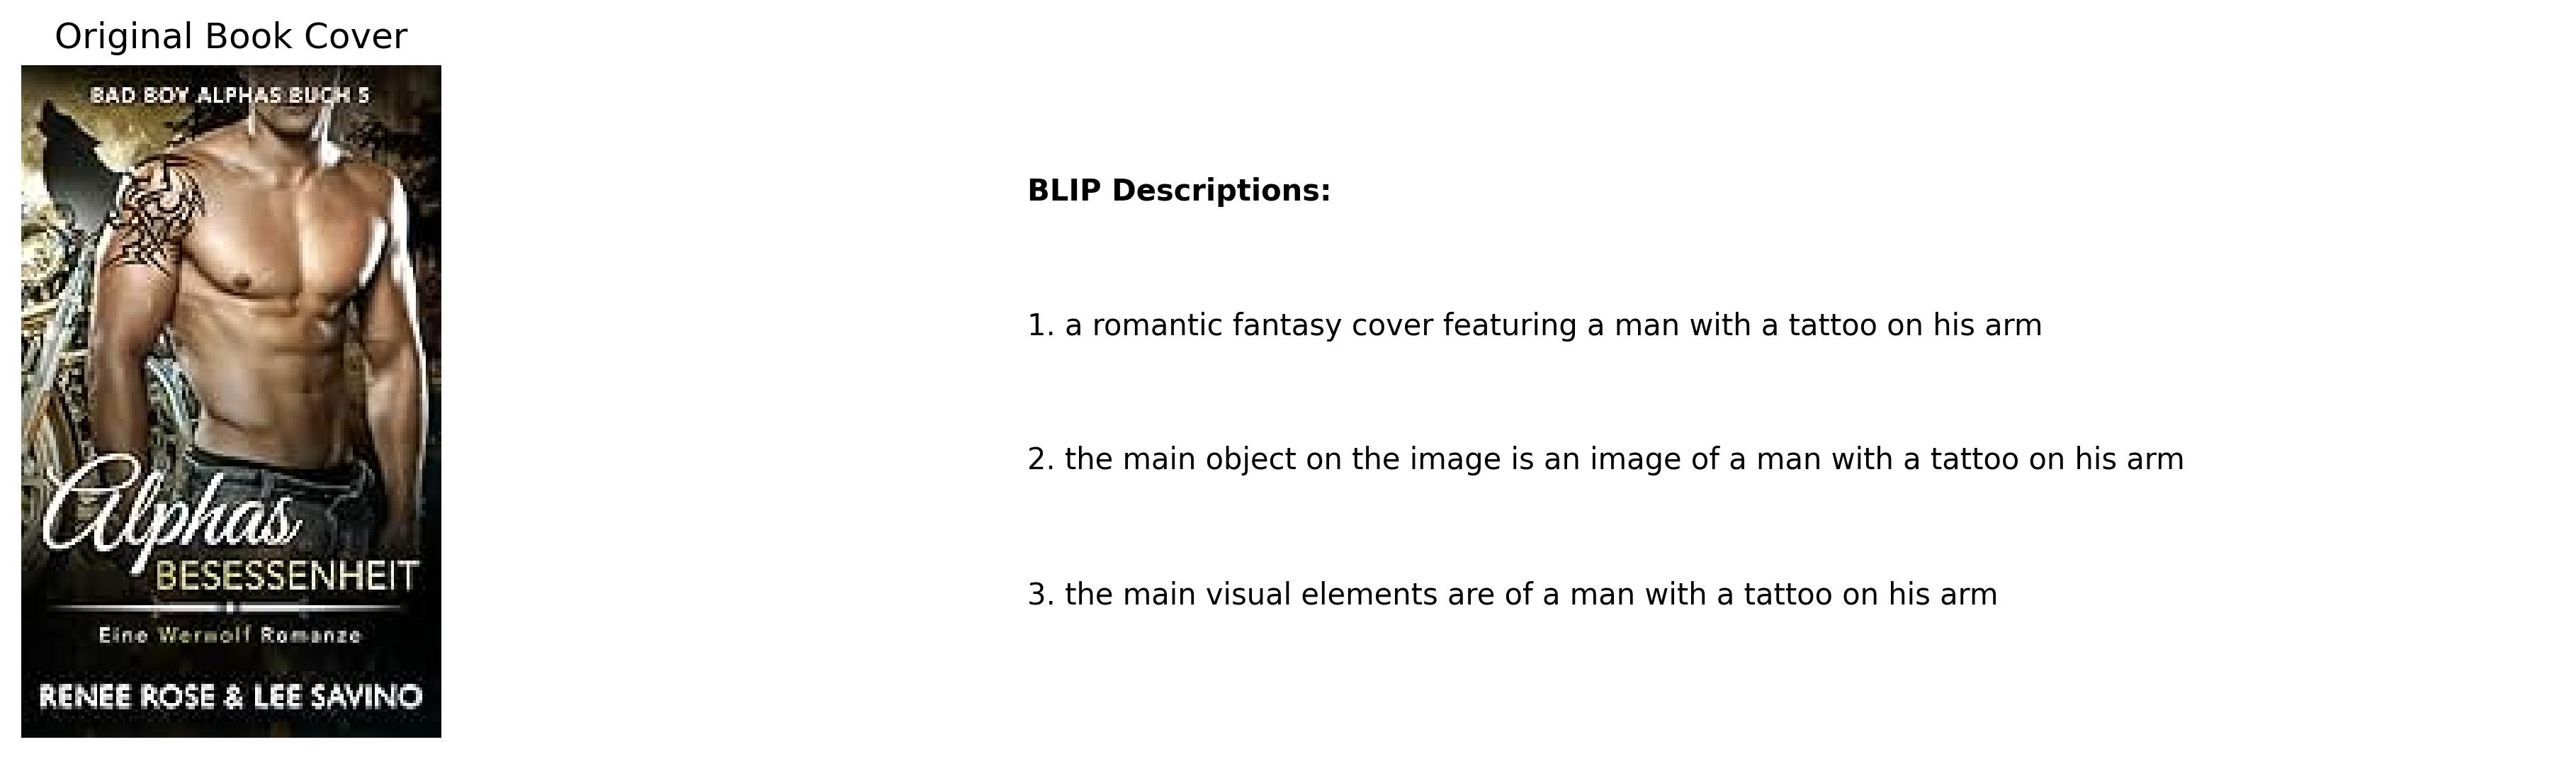 Original Book Cover
BAD BOY ALPHAS BUCH 5
Alphas
BESESSENHEIT
Eine Werwolf Romanze
RENEE ROSE & LEE SAVINO
BLIP Descriptions:
1. a romantic fantasy cover featuring a man with a tattoo on his arm
2. the main object on the image is an image of a man with a tattoo on his arm
3. the main visual elements are of a man with a tattoo on his arm